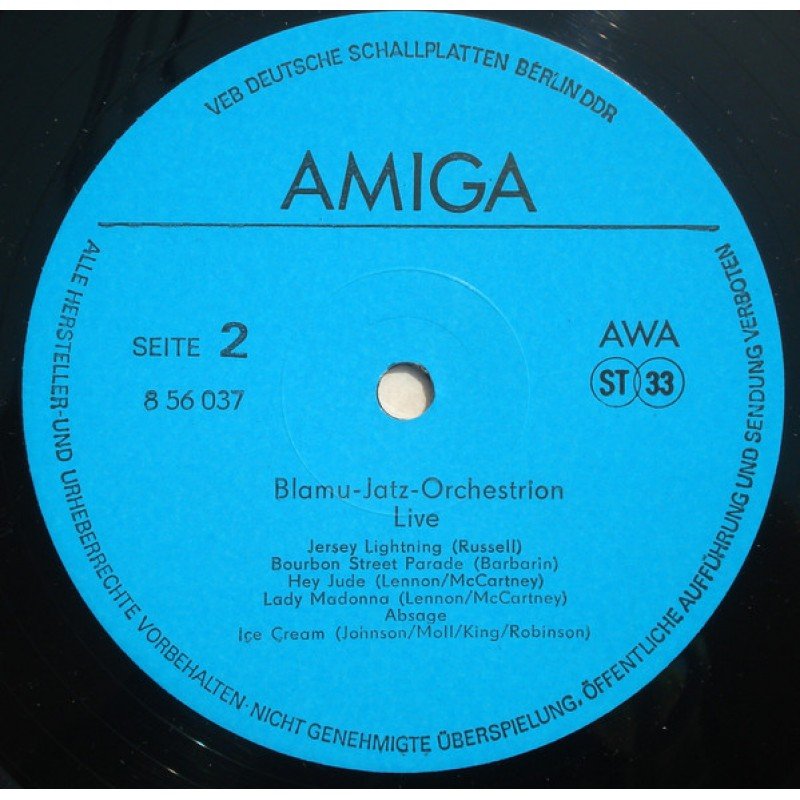 VEB DEUTSCHE SCHALLPLATTEN BERLIN DDR
AMIGA
SEITE 2
8 56 037
AWA
ST 33
Blamu-Jatz-Orchestrion
Live
Jersey Lightning (Russell)
Bourbon Street Parade (Barbarin)
Hey Jude (Lennon/McCartney)
Lady Madonna (Lennon/McCartney)
Absage
Içe Çream (Johnson/Moll/King/Robinson)
ALLE HERSTELLER-UND URHEBERRECHTE VORBEHALTEN·NICHT GENEHMIGTE ÜBERSPIELUNG, ÖFFENTLICHE AUFFÜHRUNG UND SENDUNG VERBOTEN